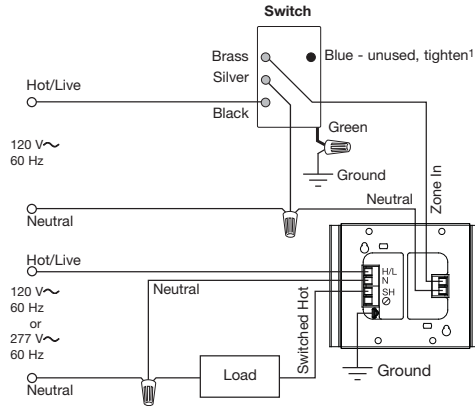 Switch
Brass
Blue - unused, tighten¹
Silver
Hot/Live
Black
Green
120 V~
60 Hz
Ground
Neutral
Zone In
Neutral
Hot/Live
H/L
N
SH
Neutral
Switched Hot
120 V~
60 Hz
or
277 V~
60 Hz
Load
Ground
Neutral